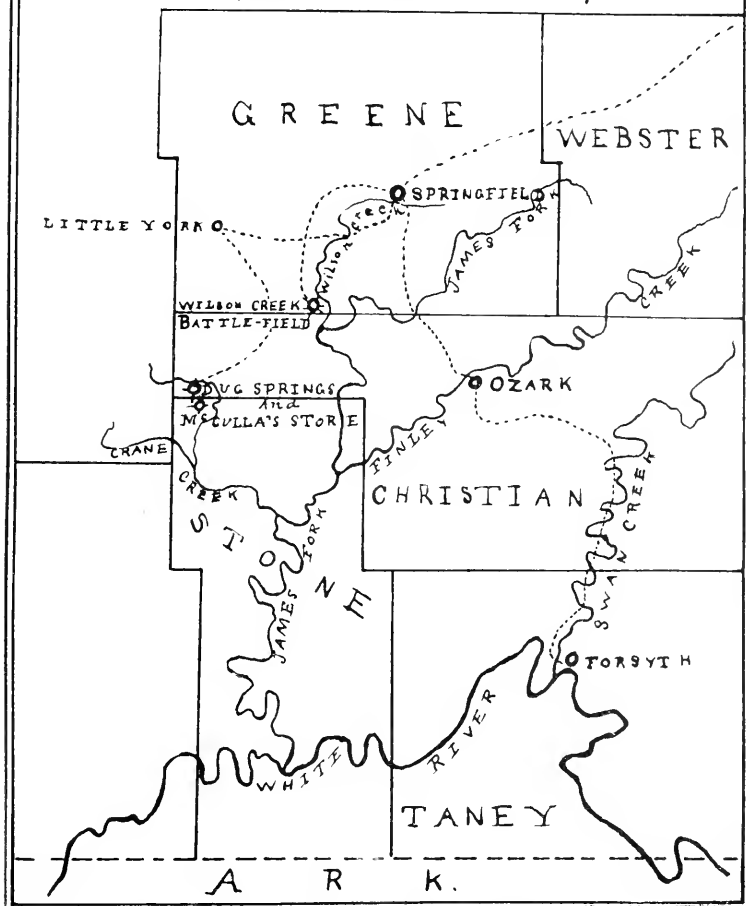 GREENE
WEBSTER
SPRINGFIELD
LITTLE YORK
Wilson Creek
JAMES FORK
CREEK
WILSON CREEK
BATTLE-FIELD
DUG SPRINGS
And
McCULLA'S STORE
OZARK
CRANE
CREEK
FINLEY
CHRISTIAN
STONE
JAMES FORK
SWAN CREEK
FORSYTH
WHITE RIVER
TANEY
ARK.